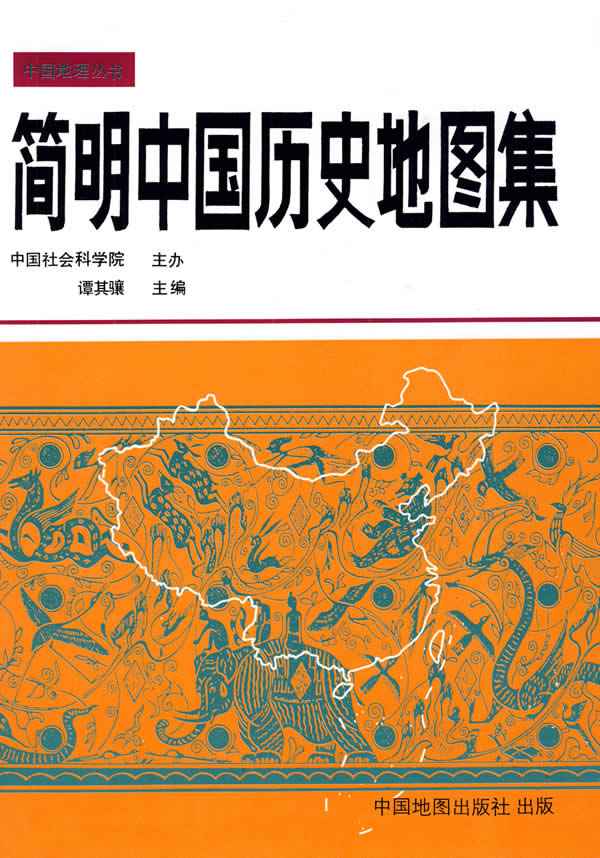 中国地理丛书
简明中国历史地图集
中国社会科学院 主办
谭其骧 主编
中国地图出版社 出版